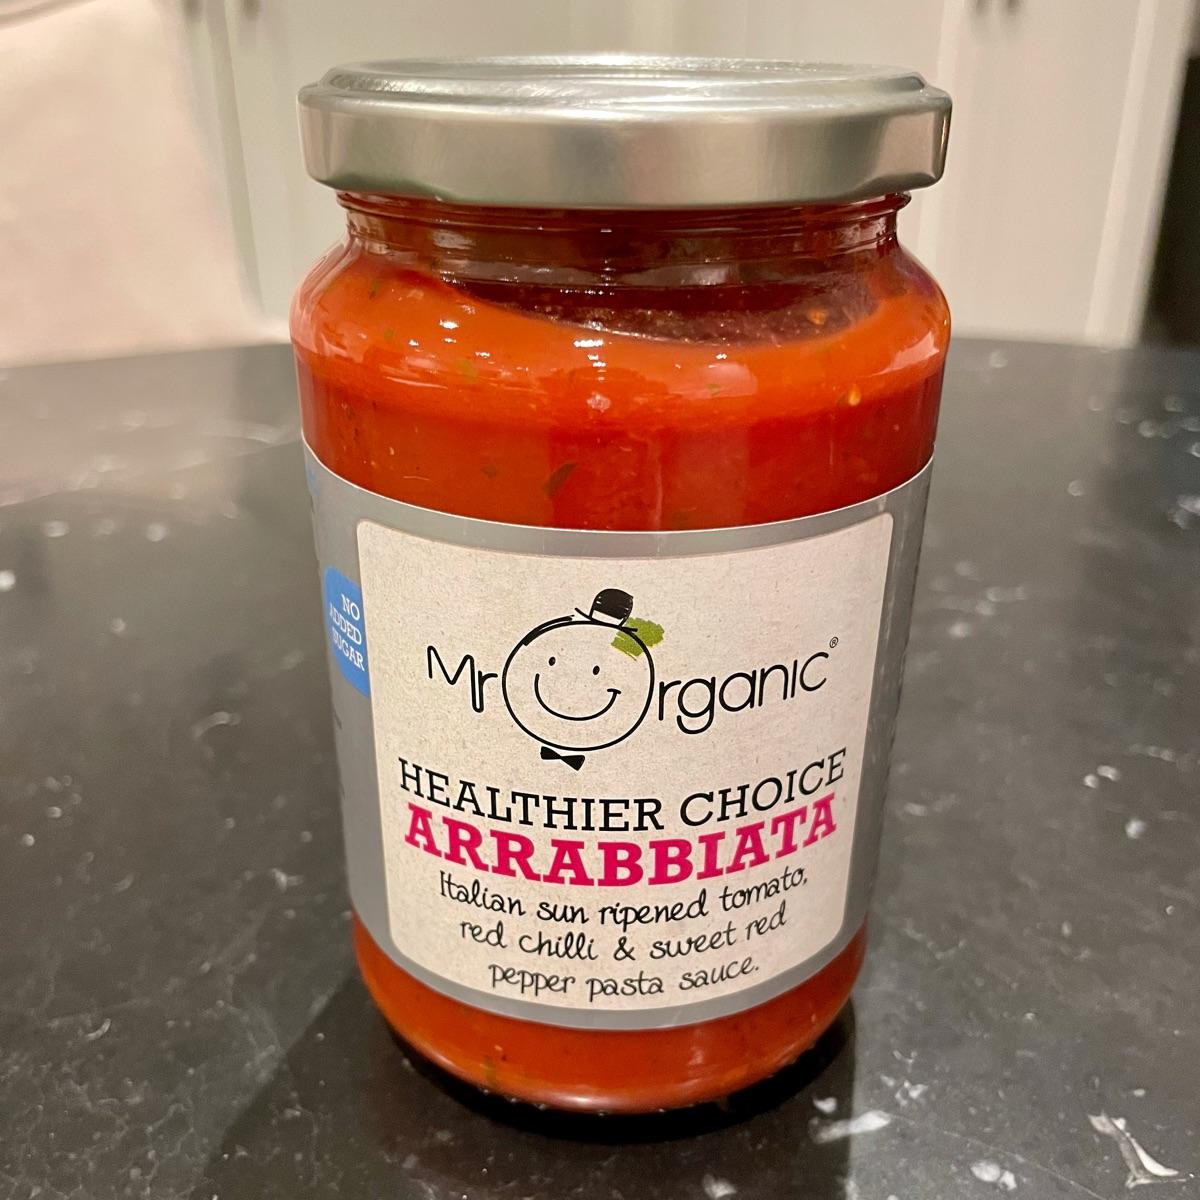 NO
ADDED
SUGAR
Mr Organic®
HEALTHIER CHOICE
ARRABBIATA
Italian sun ripened tomato,
red chilli & sweet red
pepper pasta sauce.